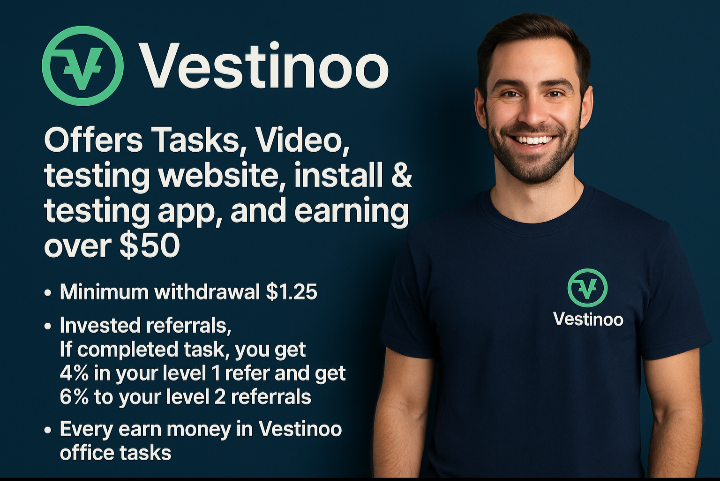 Vestinoo
Offers Tasks, Video,
testing website, install &
testing app, and earning
over $50
• Minimum withdrawal $1.25
• Invested referrals,
If completed task, you get
4% in your level 1 refer and get
6% to your level 2 referrals
• Every earn money in Vestinoo
office tasks
Vestinoo